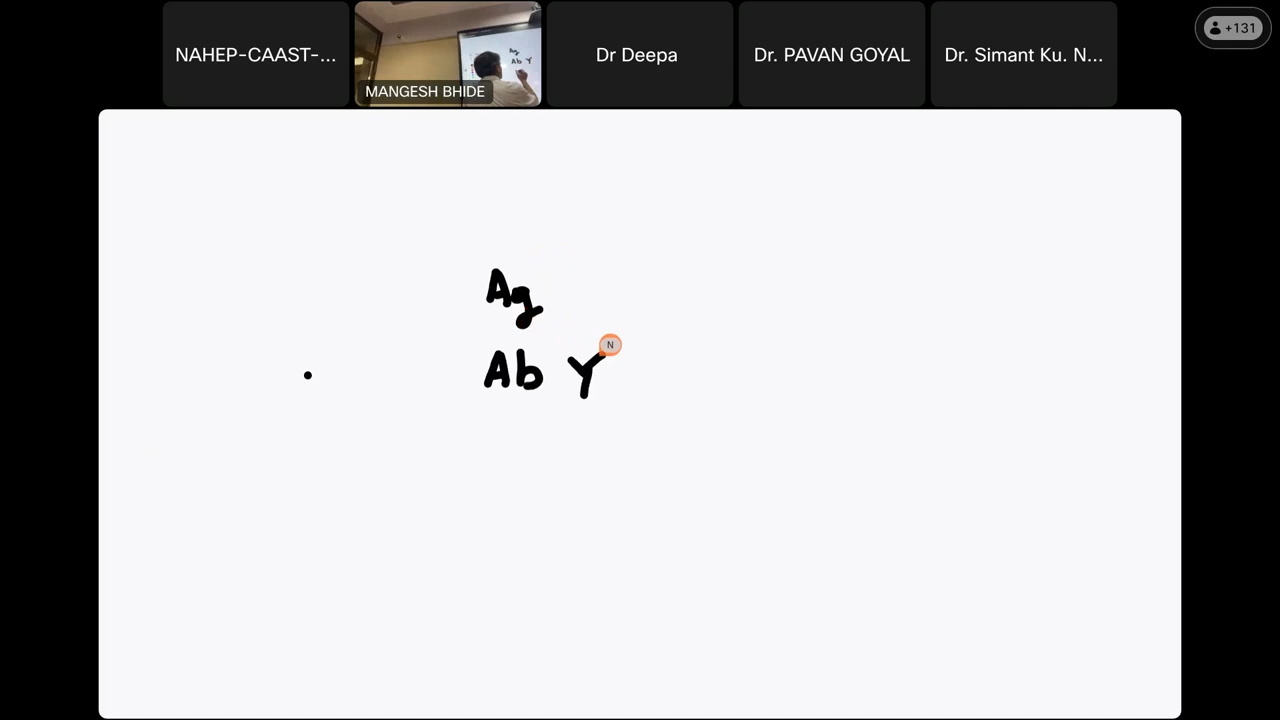 NAHEP-CAAST-...
MANGESH BHIDE
Dr Deepa
Dr. PAVAN GOYAL
Dr. Simant Ku. N...
+131
Ag
Ab Y
N